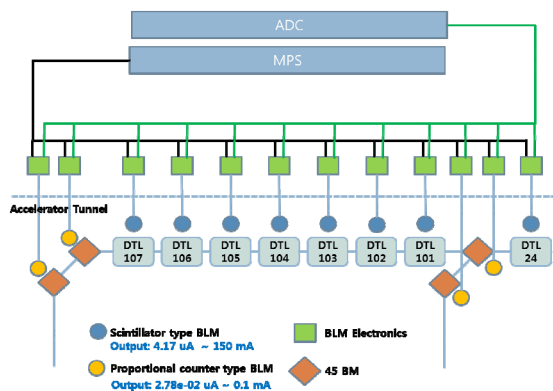 ADC
MPS
Accelerator Tunnel
DTL
107
DTL
106
DTL
105
DTL
104
DTL
103
DTL
102
DTL
101
DTL
24
Scintillator type BLM
Output: 4.17 uA ~ 150 mA
BLM Electronics
Proportional counter type BLM
Output: 2.78e-02 uA ~ 0.1 mA
45 BM